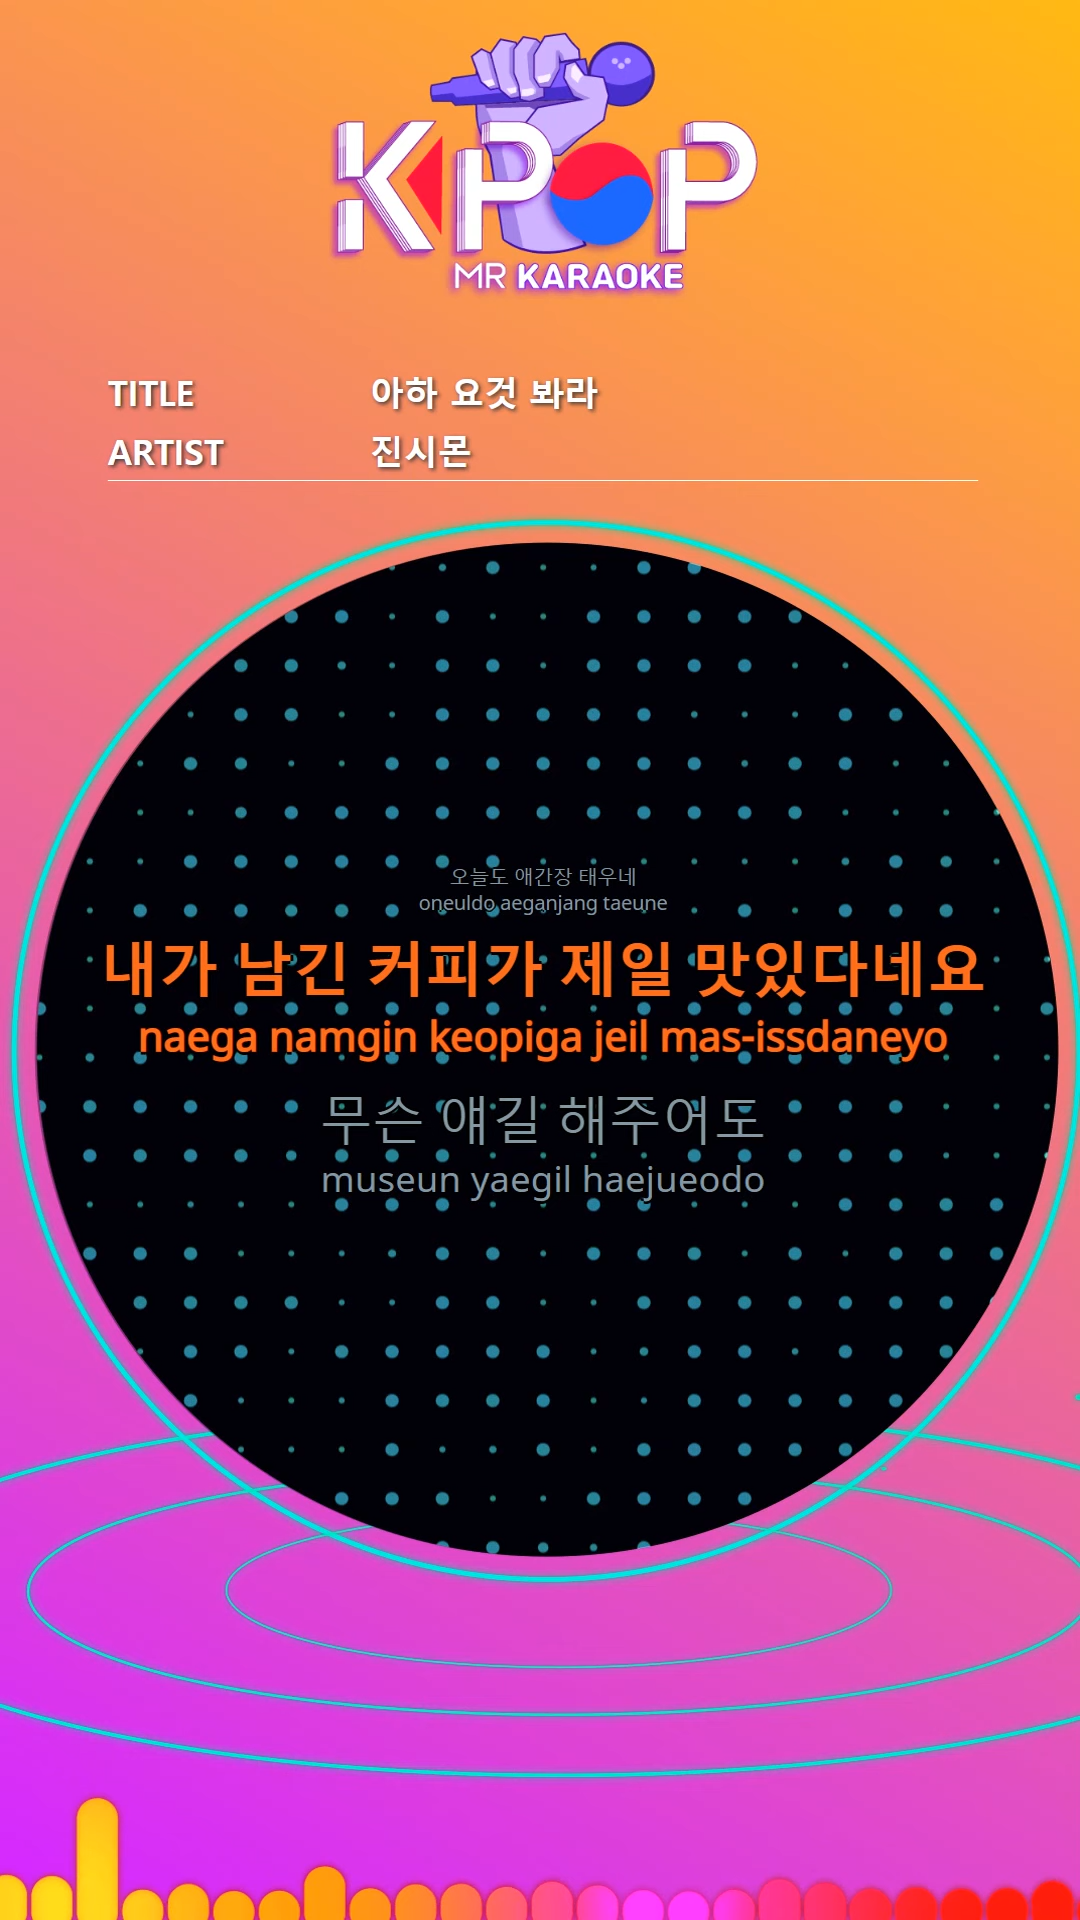 KPOP
MR KARAOKE
TITLE 아하 요것 봐라
ARTIST 진시몬
오늘도 애간장 태우네
oneuldo aeganjang taeune
내가 남긴 커피가 제일 맛있다네요
naega namgin keopiga jeil mas-issdaneyo
무슨 얘길 해주어도
museun yaegil haejueodo